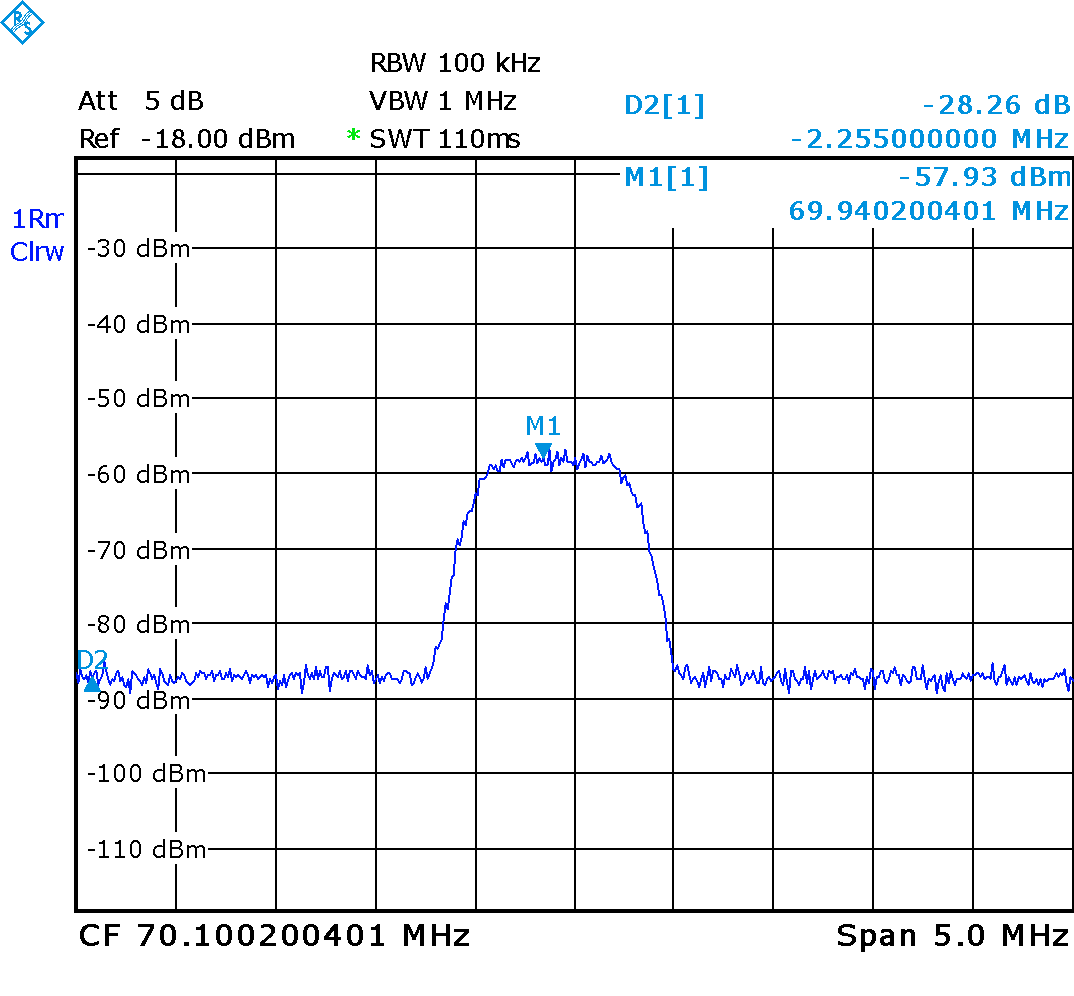 R S
RBW 100 kHz
Att 5 dB VBW 1 MHz D2[1] -28.26 dB
Ref -18.00 dBm * SWT 110ms -2.255000000 MHz
M1[1] -57.93 dBm
69.940200401 MHz
1Rm
Clrw
-30 dBm
-40 dBm
-50 dBm
M1
-60 dBm
-70 dBm
-80 dBm
D2
-90 dBm
-100 dBm
-110 dBm
CF 70.100200401 MHz Span 5.0 MHz